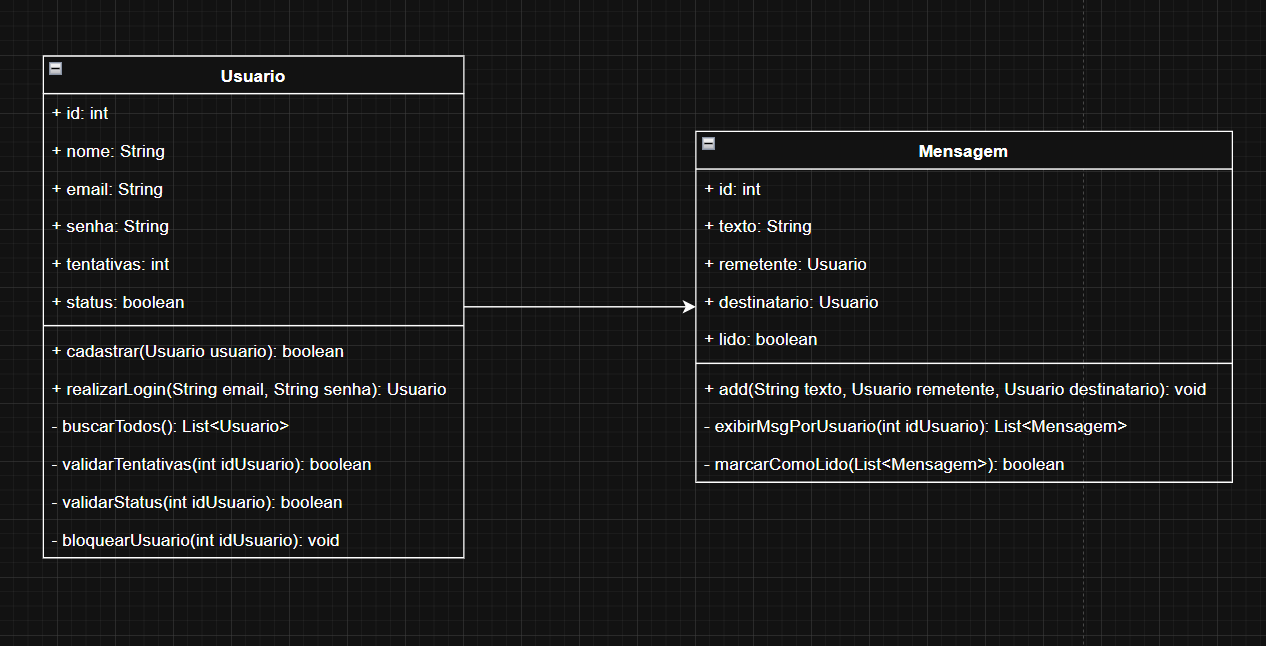 Usuario
+ id: int
+ nome: String
+ email: String
+ senha: String
+ tentativas: int
+ status: boolean
+ cadastrar(Usuario usuario): boolean
+ realizarLogin(String email, String senha): Usuario
- buscarTodos(): List<Usuario>
- validarTentativas(int idUsuario): boolean
- validarStatus(int idUsuario): boolean
- bloquearUsuario(int idUsuario): void
Mensagem
+ id: int
+ texto: String
+ remetente: Usuario
+ destinatario: Usuario
+ lido: boolean
+ add(String texto, Usuario remetente, Usuario destinatario): void
- exibirMsgPorUsuario(int idUsuario): List<Mensagem>
- marcarComoLido(List<Mensagem>): boolean